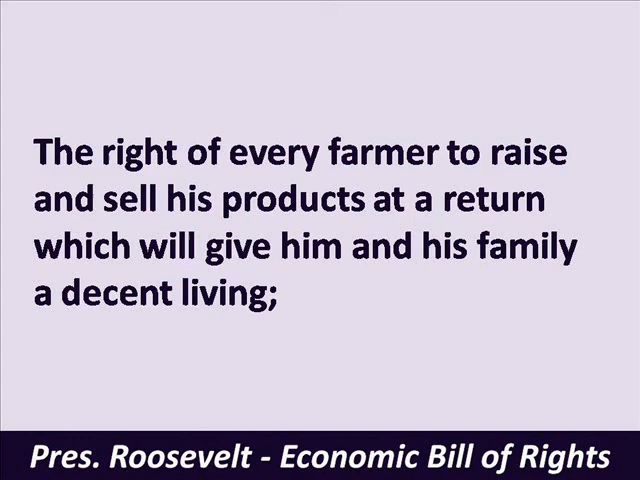 The right of every farmer to raise
and sell his products at a return
which will give him and his family
a decent living;
Pres. Roosevelt - Economic Bill of Rights